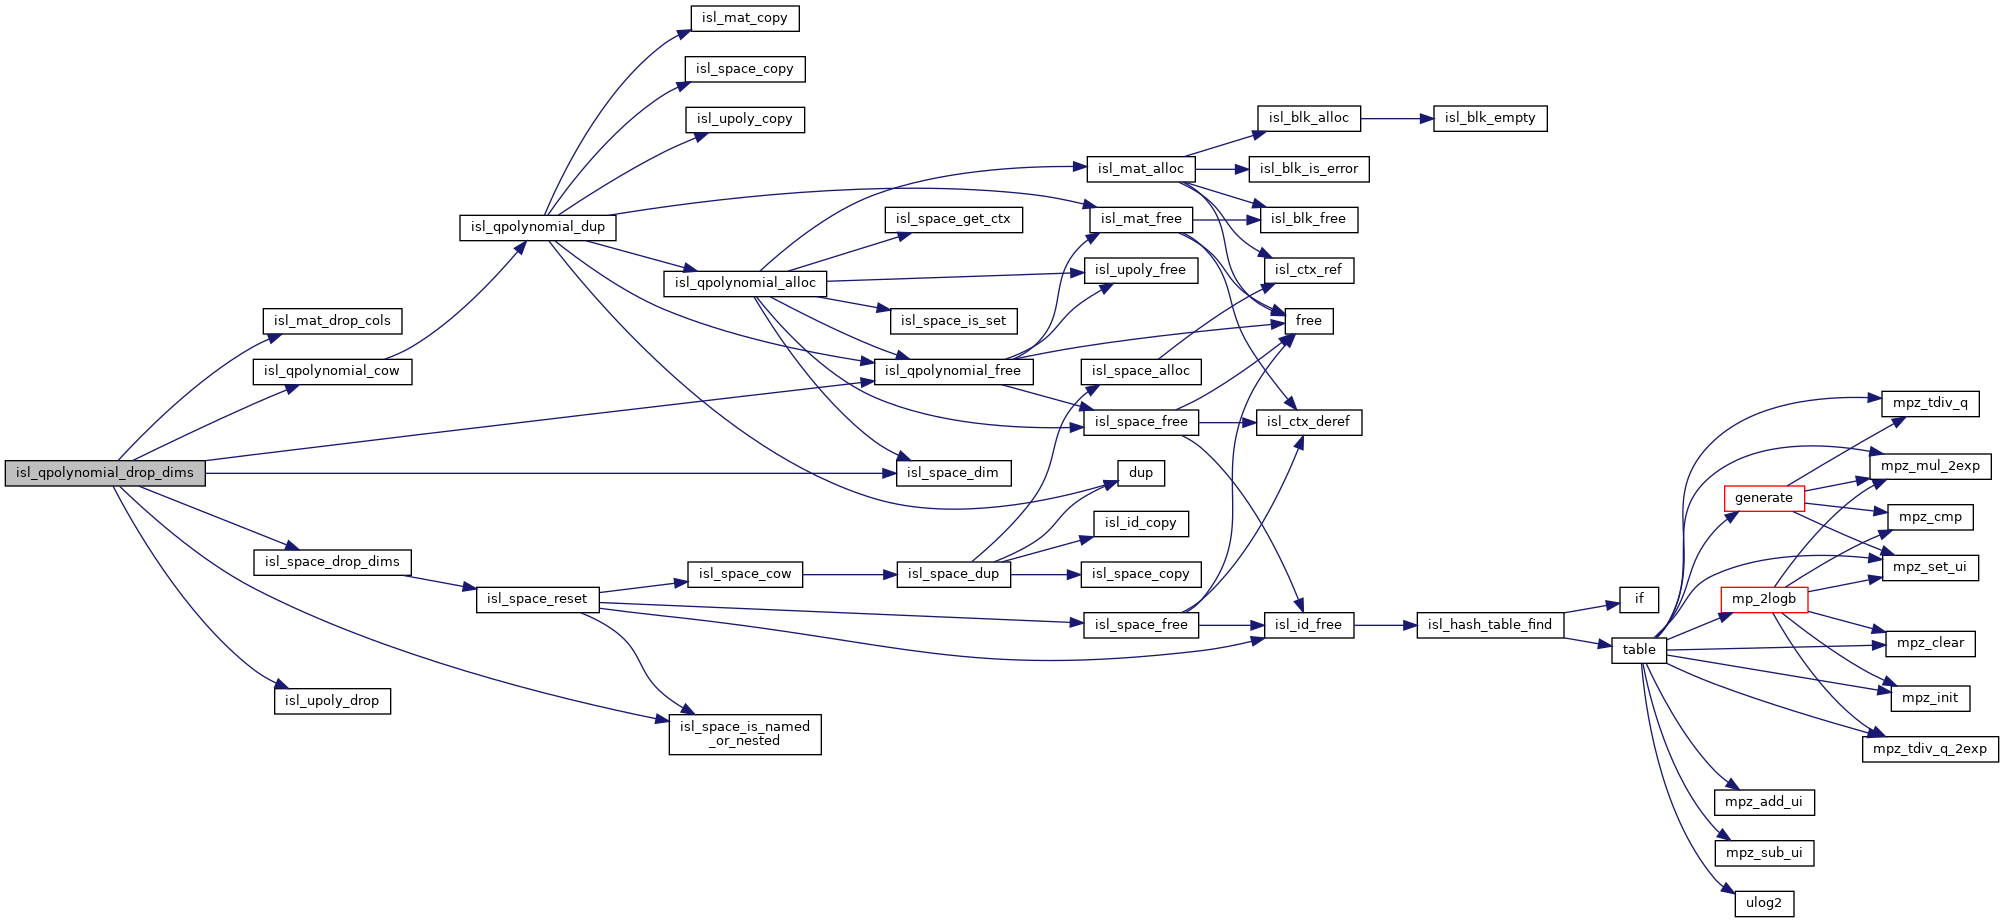 isl_mat_copy
isl_space_copy
isl_upoly_copy
isl_blk_alloc
isl_blk_empty
isl_mat_alloc
isl_blk_is_error
isl_qpolynomial_dup
isl_space_get_ctx
isl_mat_free
isl_blk_free
isl_qpolynomial_alloc
isl_upoly_free
isl_ctx_ref
isl_mat_drop_cols
isl_space_is_set
free
isl_qpolynomial_cow
isl_qpolynomial_free
isl_space_alloc
isl_space_free
isl_ctx_deref
mpz_tdiv_q
isl_qpolynomial_drop_dims
isl_space_dim
dup
mpz_mul_2exp
generate
isl_id_copy
mpz_cmp
isl_space_drop_dims
isl_space_cow
isl_space_dup
isl_space_copy
mpz_set_ui
isl_space_reset
if
mp_2logb
isl_space_free
isl_id_free
isl_hash_table_find
table
mpz_clear
isl_upoly_drop
mpz_init
isl_space_is_named
_or_nested
mpz_tdiv_q_2exp
mpz_add_ui
mpz_sub_ui
ulog2